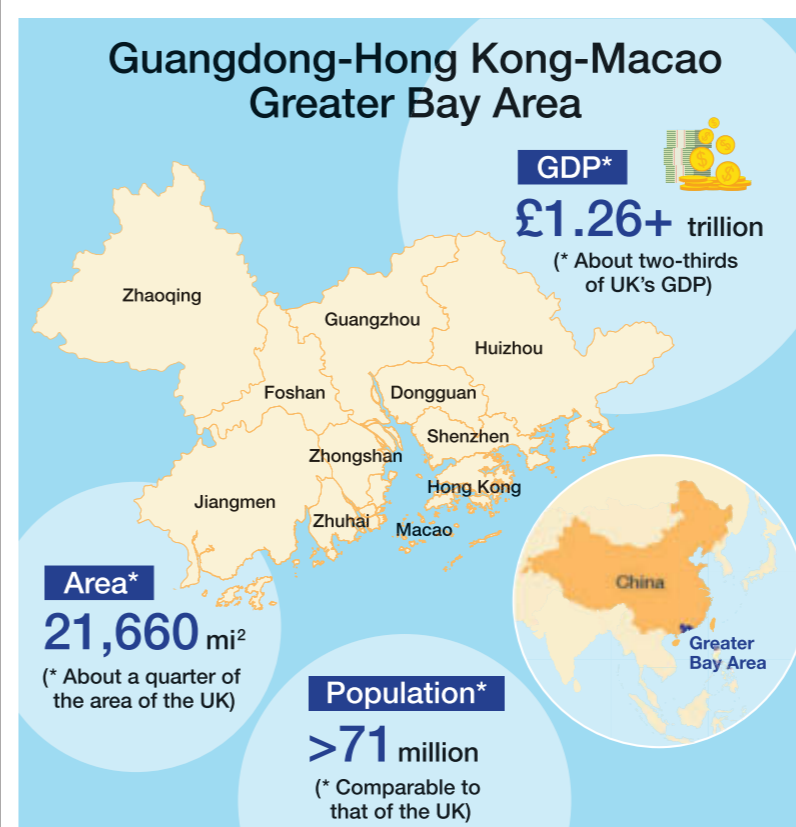 Guangdong-Hong Kong-Macao
Greater Bay Area
GDP*
£1.26+ trillion
(* About two-thirds
of UK's GDP)
Zhaoqing
Guangzhou
Huizhou
Foshan
Dongguan
Shenzhen
Zhongshan
Hong Kong
Jiangmen
Zhuhai
Macao
Area*
21,660 mi²
(* About a quarter of
the area of the UK)
China
Greater
Bay Area
Population*
>71 million
(* Comparable to
that of the UK)